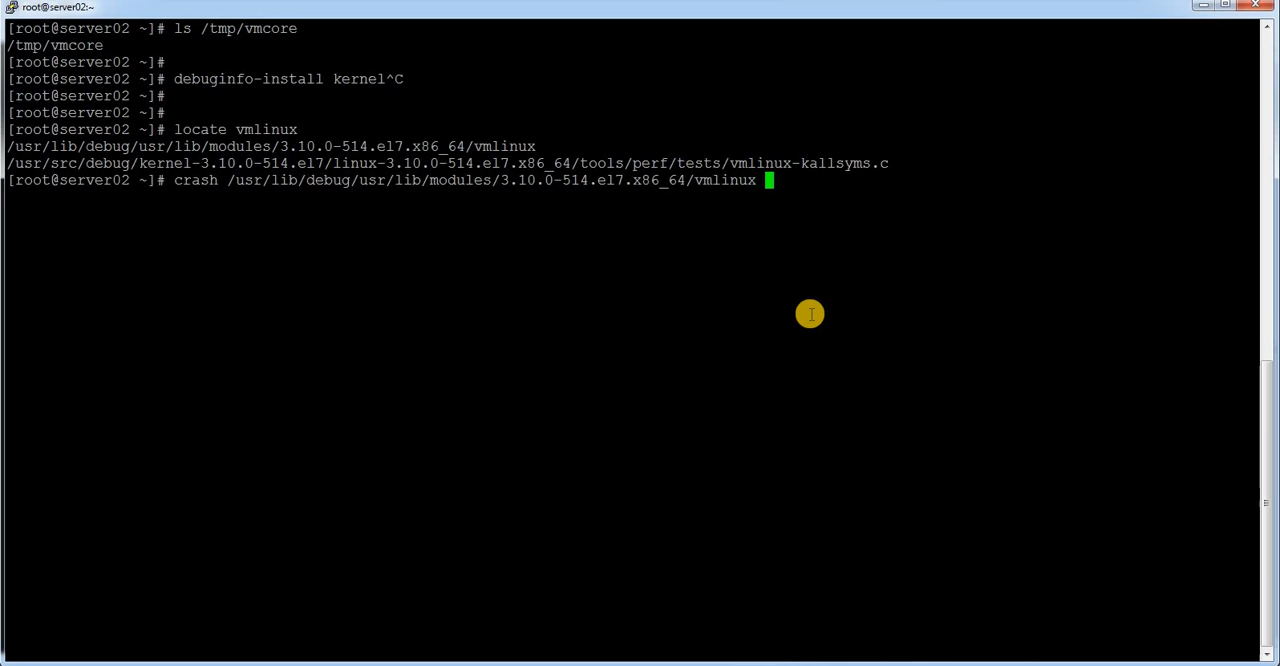 root@server02:~
[root@server02 ~]# ls /tmp/vmcore
/tmp/vmcore
[root@server02 ~]#
[root@server02 ~]# debuginfo-install kernel^C
[root@server02 ~]#
[root@server02 ~]#
[root@server02 ~]# locate vmlinux
/usr/lib/debug/usr/lib/modules/3.10.0-514.el7.x86_64/vmlinux
/usr/src/debug/kernel-3.10.0-514.el7/linux-3.10.0-514.el7.x86_64/tools/perf/tests/vmlinux-kallsyms.c
[root@server02 ~]# crash /usr/lib/debug/usr/lib/modules/3.10.0-514.el7.x86_64/vmlinux